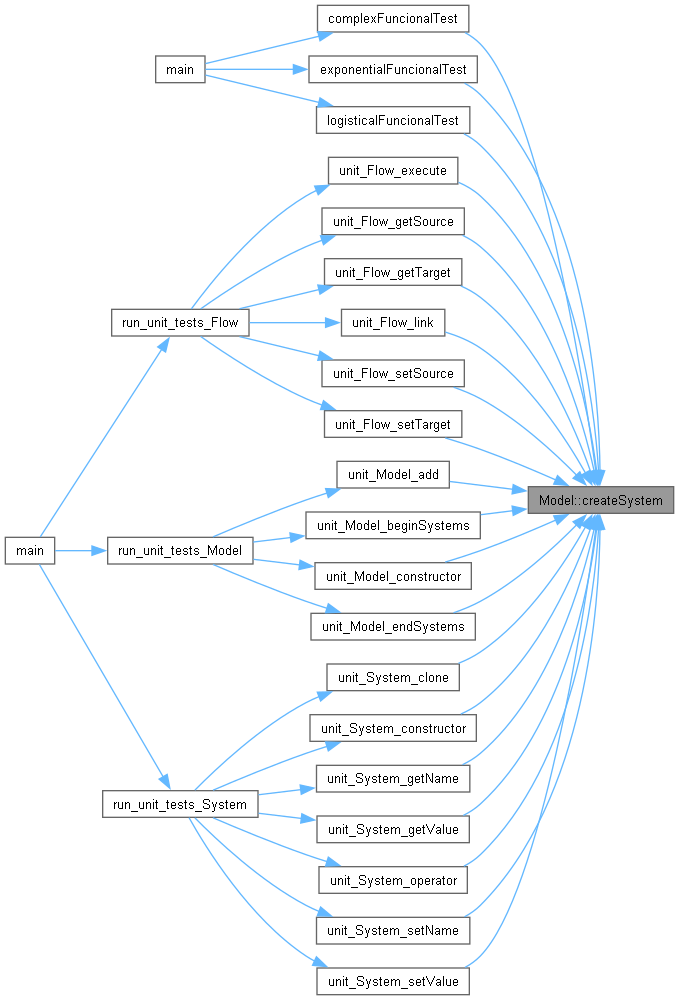 complexFuncionalTest
main
exponentialFuncionalTest
logisticalFuncionalTest
unit_Flow_execute
unit_Flow_getSource
unit_Flow_getTarget
run_unit_tests_Flow
unit_Flow_link
unit_Flow_setSource
unit_Flow_setTarget
unit_Model_add
Model::createSystem
unit_Model_beginSystems
main
run_unit_tests_Model
unit_Model_constructor
unit_Model_endSystems
unit_System_clone
unit_System_constructor
unit_System_getName
run_unit_tests_System
unit_System_getValue
unit_System_operator
unit_System_setName
unit_System_setValue